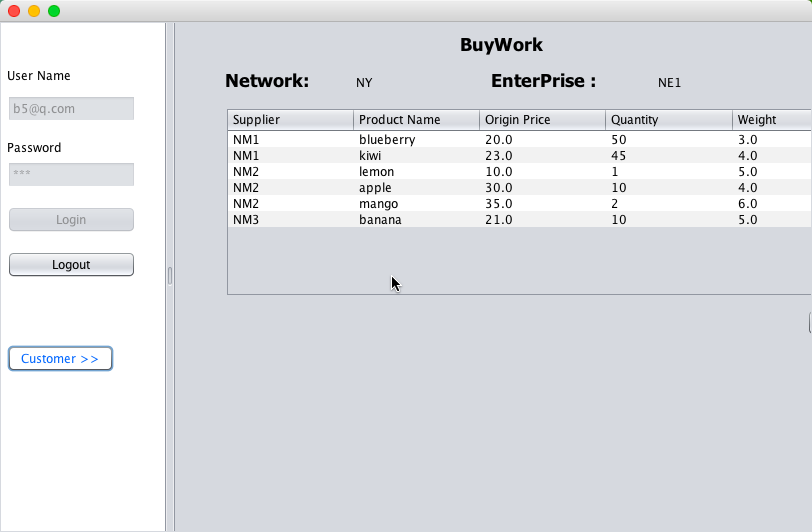 BuyWork
User Name
Network: NY EnterPrise : NE1
b5@q.com
Supplier Product Name Origin Price Quantity Weight
NM1 blueberry 20.0 50 3.0
Password
NM1 kiwi 23.0 45 4.0
***
NM2 lemon 10.0 1 5.0
NM2 apple 30.0 10 4.0
NM2 mango 35.0 2 6.0
Login
NM3 banana 21.0 10 5.0
Logout
Customer >>